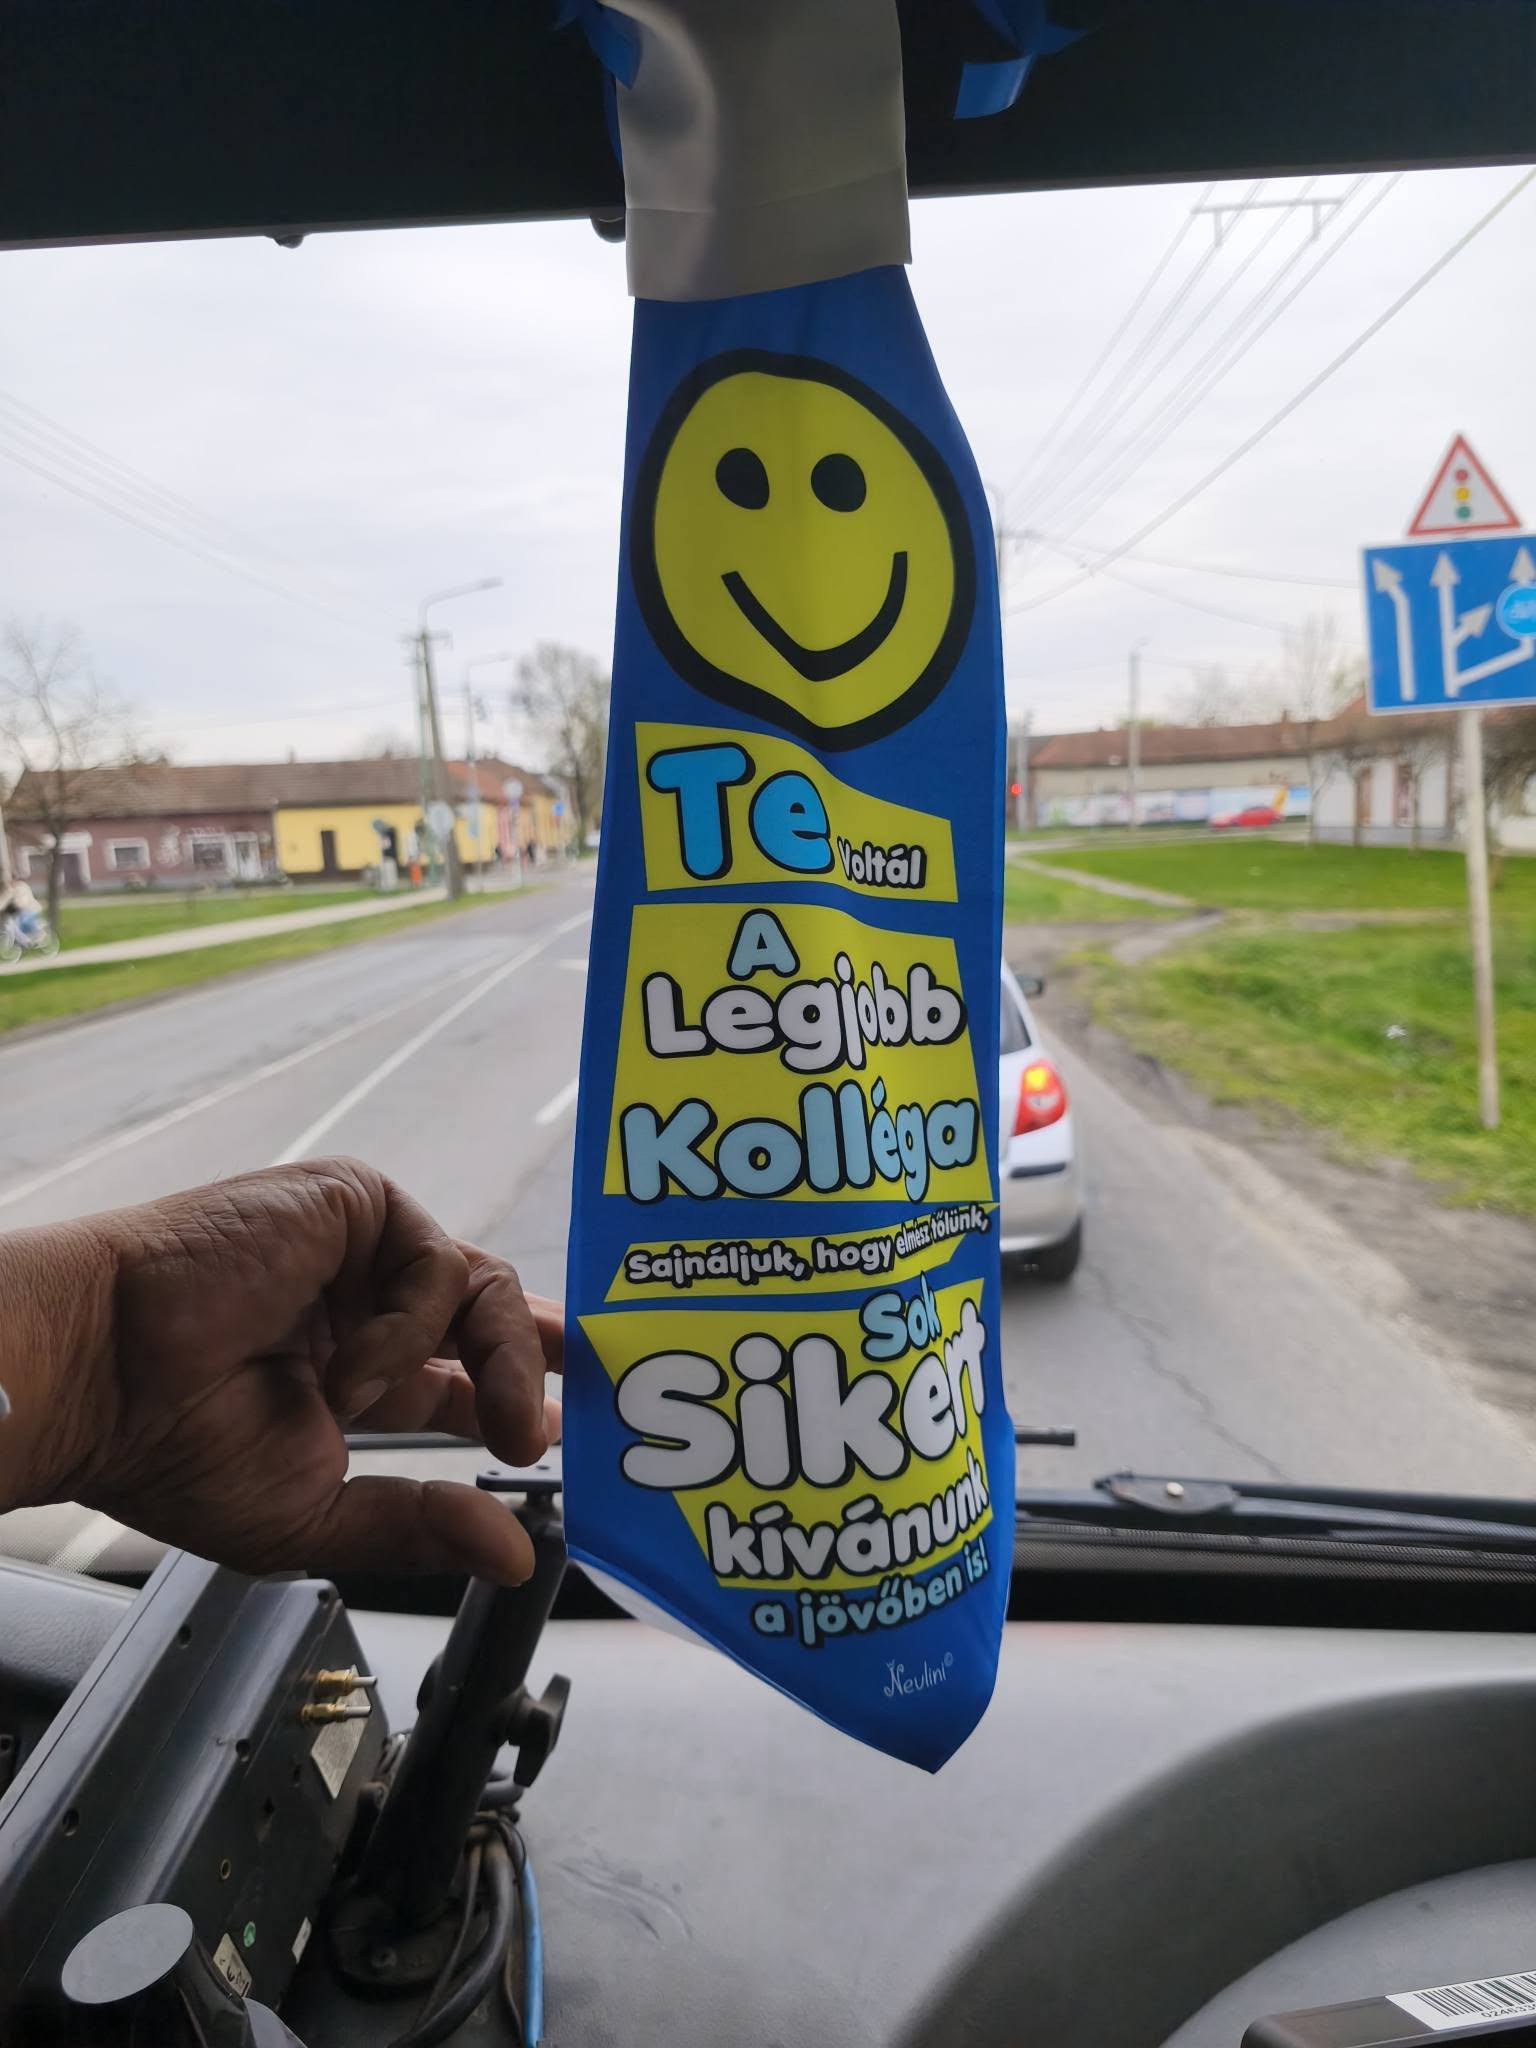 Te Voltál
A
Legjobb
Kolléga
Sajnáljuk, hogy elmész tőlünk,
Sok
Sikert
kívánunk
a jövőben is!
Neulini©